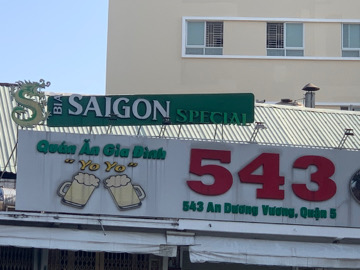 BIA SAIGON SPECIAL
Quán Ăn Gia Đình
"Yo Yo"
543
543 An Dương Vương, Quận 5